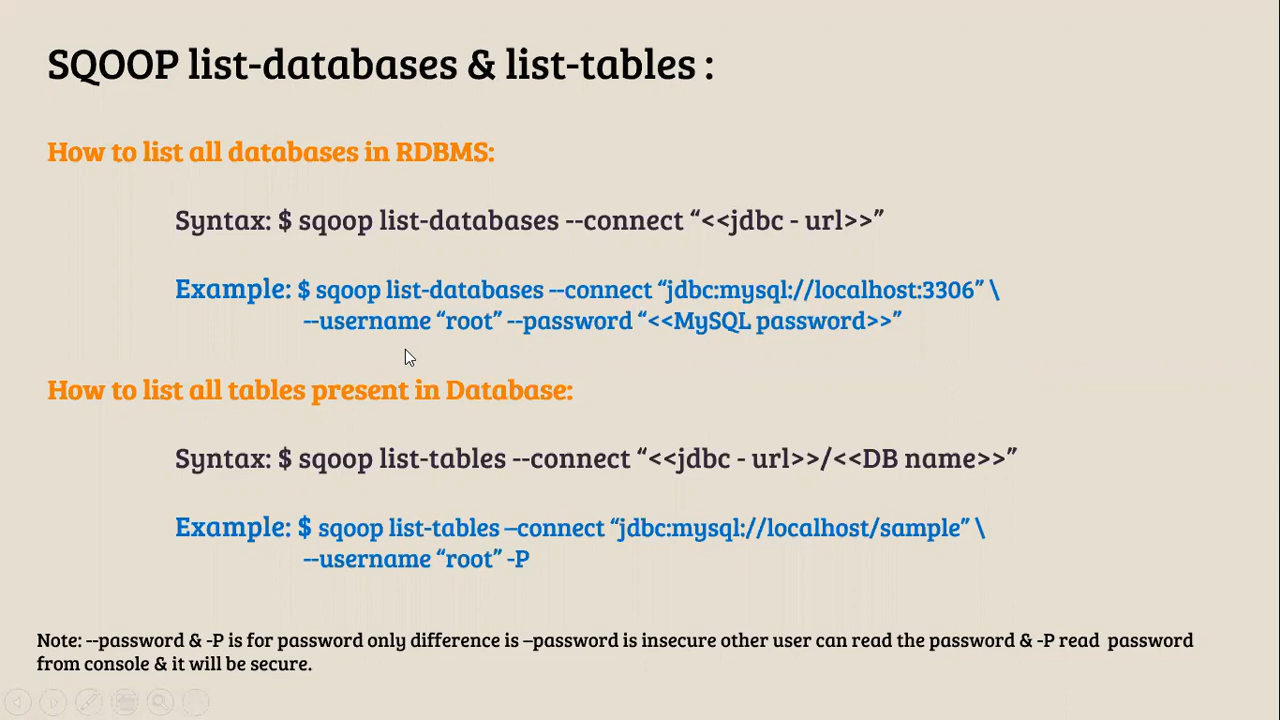 SQOOP list-databases & list-tables :
How to list all databases in RDBMS:
Syntax: $ sqoop list-databases --connect “<<jdbc - url>>”
Example: $ sqoop list-databases --connect “jdbc:mysql://localhost:3306” \
--username “root” --password “<<MySQL password>>”
How to list all tables present in Database:
Syntax: $ sqoop list-tables --connect “<<jdbc - url>>/<<DB name>>”
Example: $ sqoop list-tables –connect “jdbc:mysql://localhost/sample” \
--username “root” -P
Note: --password & -P is for password only difference is –password is insecure other user can read the password & -P read  password
from console & it will be secure.